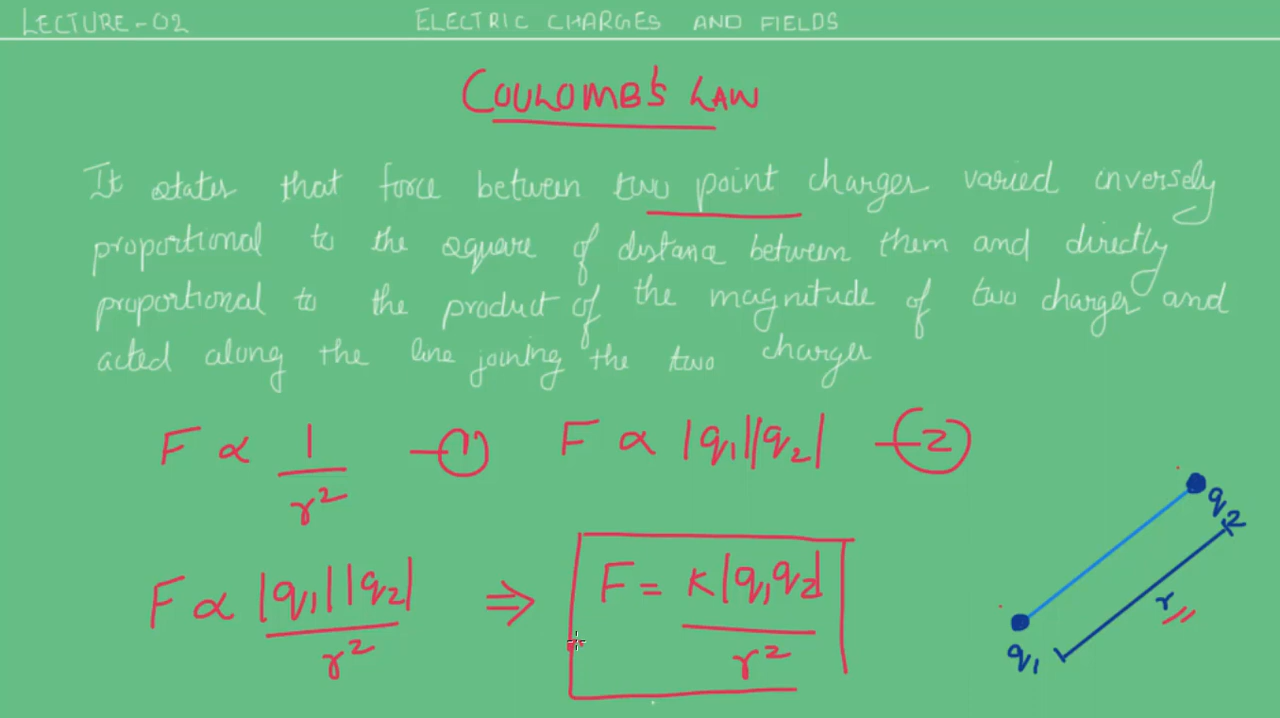 LECTURE-02 ELECTRIC CHARGES AND FIELDS
COULOMB'S LAW
It states that force between two point charges varied inversely
proportional to the square of distance between them and directly
proportional to the product of the magnitude of two charges and
acted along the line joining the two charges
F ∝ 1/r² —① F ∝ |q₁||q₂| —②
F ∝ |q₁||q₂|/r² ⇒ F = K|q₁q₂|/r²
q₂
r
q₁